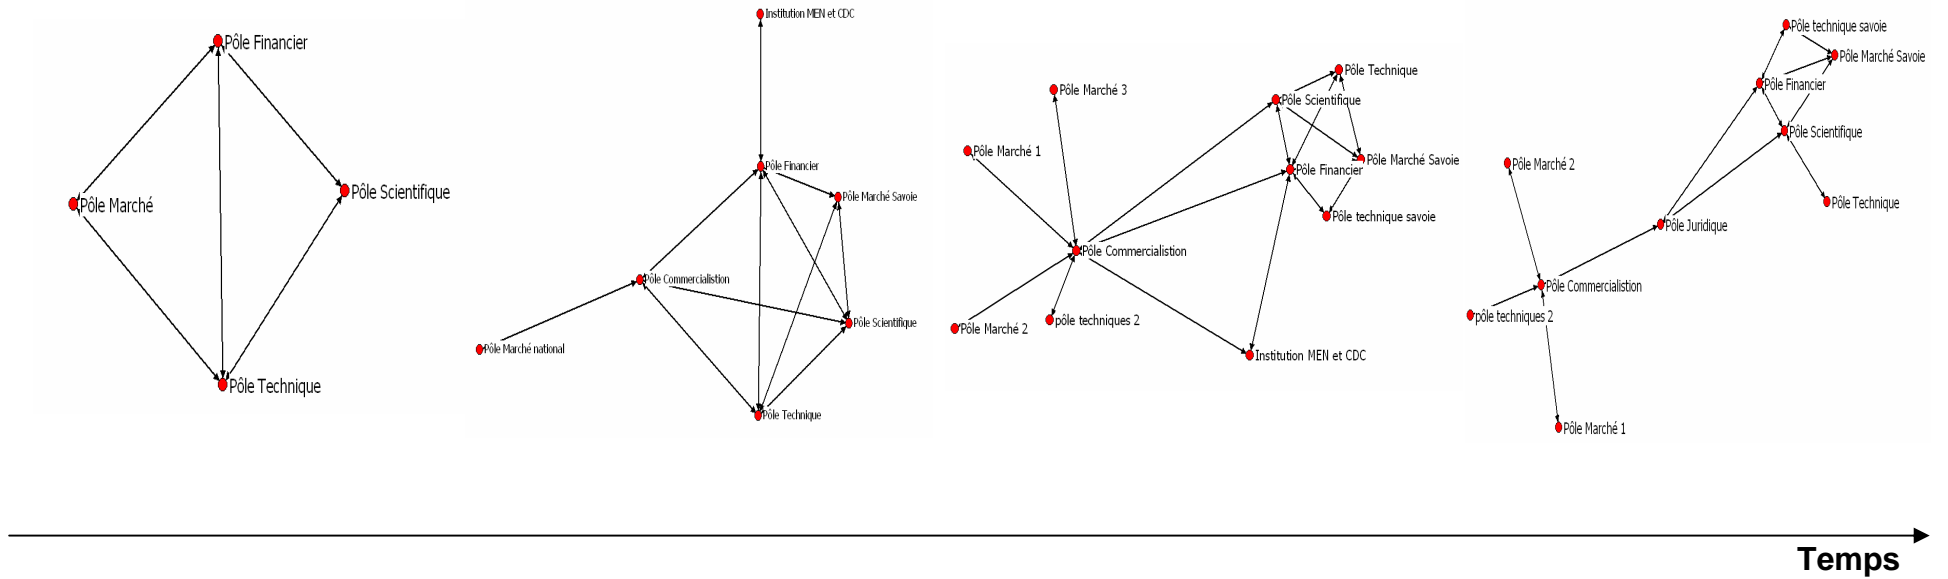 Pôle Financier
Pôle Scientifique
Pôle Marché
Pôle Technique
Institution MEN et CDC
Pôle Financier
Pôle Marché Savoie
Pôle Commercialistion
Pôle Scientifique
Pôle Marché national
Pôle Technique
Pôle Technique
Pôle Marché 3
Pôle Scientifique
Pôle Marché 1
Pôle Marché Savoie
Pôle Financier
Pôle technique savoie
Pôle Commercialistion
pôle techniques 2
Pôle Marché 2
Institution MEN et CDC
Pôle technique savoie
Pôle Marché Savoie
Pôle Financier
Pôle Scientifique
Pôle Marché 2
Pôle Technique
Pôle Juridique
Pôle Commercialistion
pôle techniques 2
Pôle Marché 1
Temps